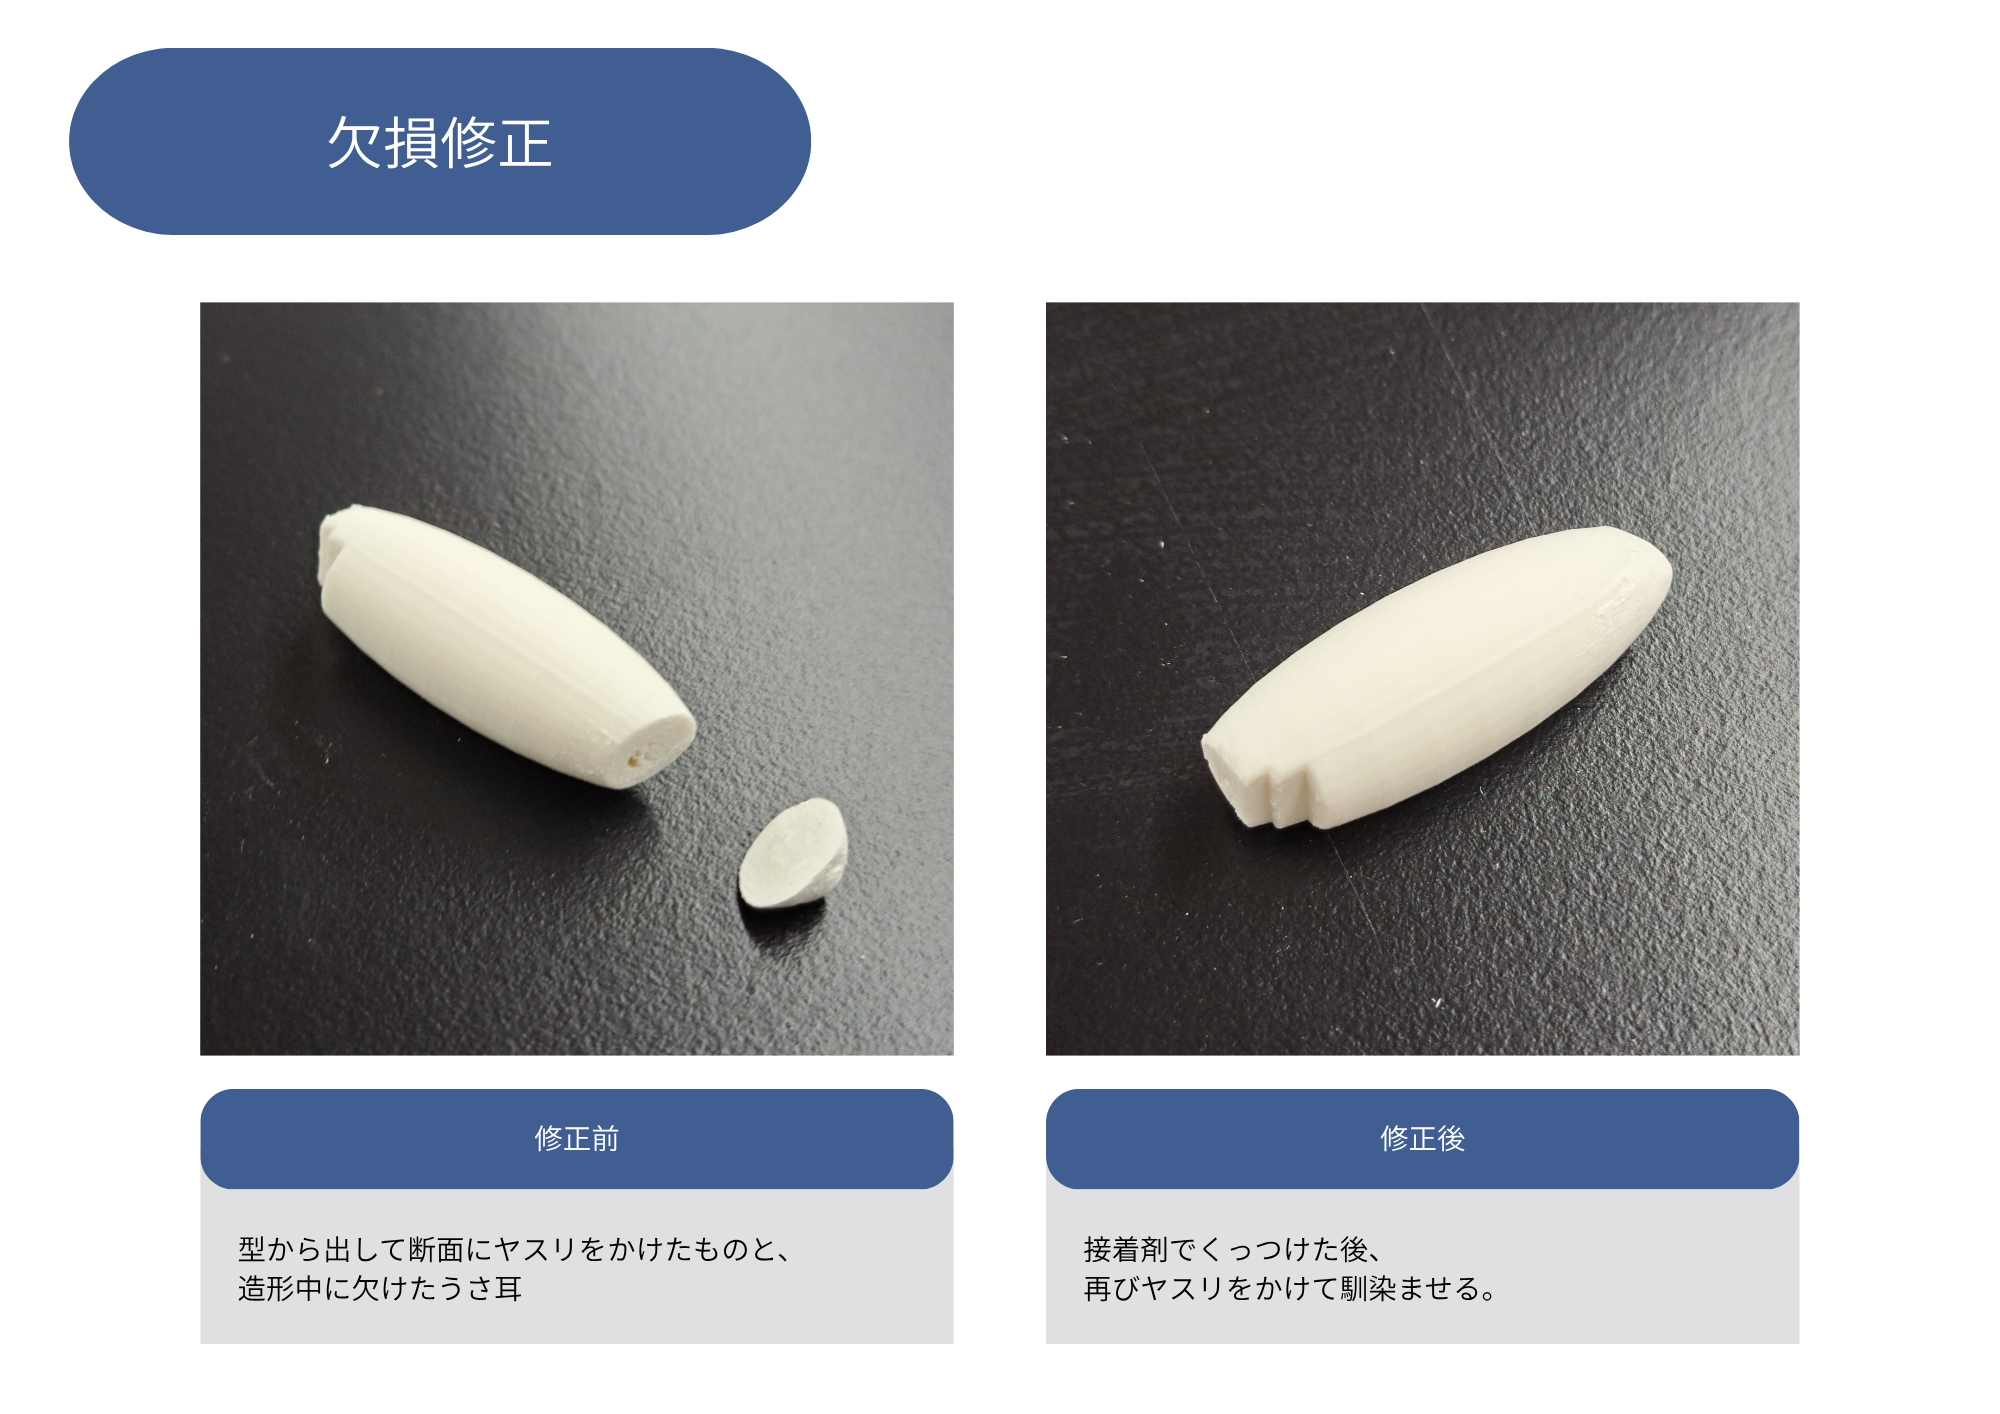 欠損修正
修正前
修正後
型から出して断面にヤスリをかけたものと、
造形中に欠けたうさ耳
接着剤でくっつけた後、
再びヤスリをかけて馴染ませる。